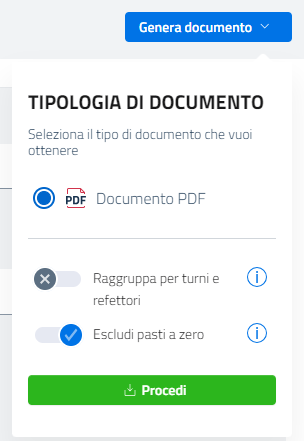 Genera documento
TIPOLOGIA DI DOCUMENTO
Seleziona il tipo di documento che vuoi
ottenere
PDF Documento PDF
Raggruppa per turni e
refettori
Escludi pasti a zero
Procedi